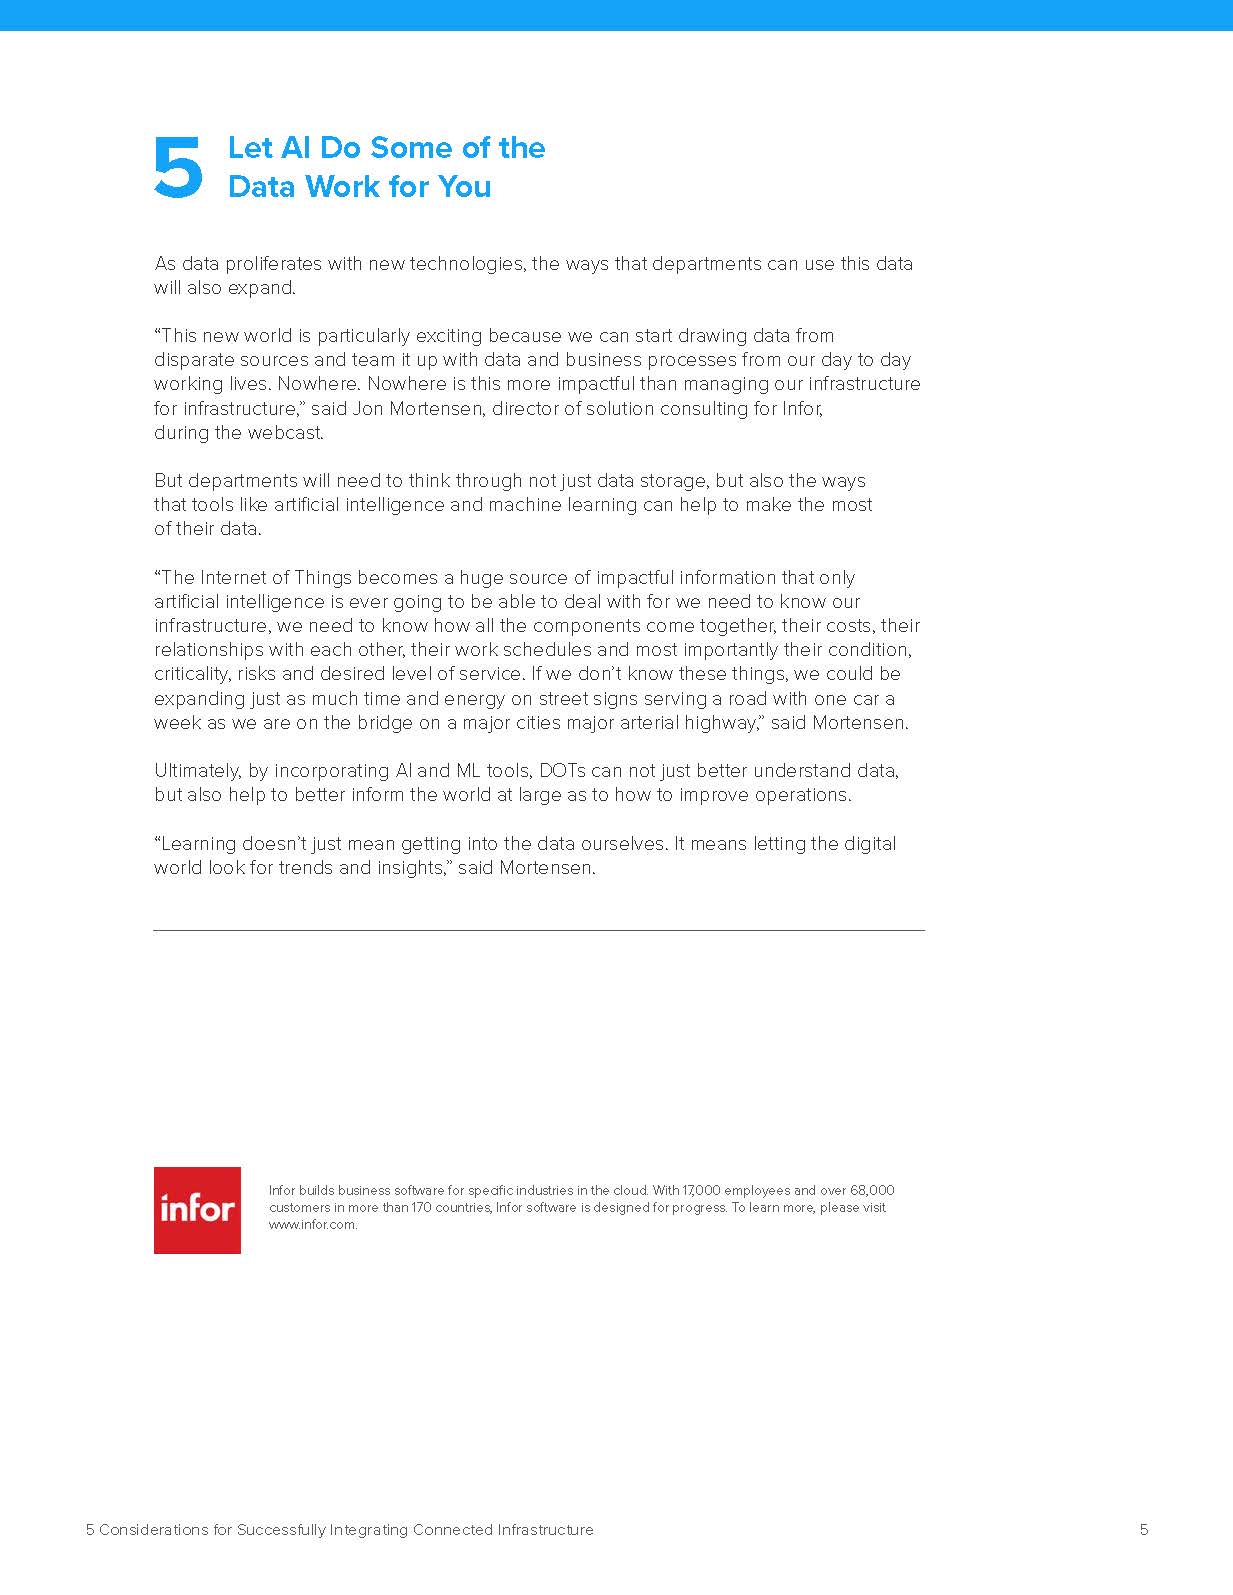 5 Let AI Do Some of the
Data Work for You
As data proliferates with new technologies, the ways that departments can use this data
will also expand.
“This new world is particularly exciting because we can start drawing data from
disparate sources and team it up with data and business processes from our day to day
working lives. Nowhere. Nowhere is this more impactful than managing our infrastructure
for infrastructure,” said Jon Mortensen, director of solution consulting for Infor,
during the webcast.
But departments will need to think through not just data storage, but also the ways
that tools like artificial intelligence and machine learning can help to make the most
of their data.
“The Internet of Things becomes a huge source of impactful information that only
artificial intelligence is ever going to be able to deal with for we need to know our
infrastructure, we need to know how all the components come together, their costs, their
relationships with each other, their work schedules and most importantly their condition,
criticality, risks and desired level of service. If we don’t know these things, we could be
expanding just as much time and energy on street signs serving a road with one car a
week as we are on the bridge on a major cities major arterial highway,” said Mortensen.
Ultimately, by incorporating AI and ML tools, DOTs can not just better understand data,
but also help to better inform the world at large as to how to improve operations.
“Learning doesn’t just mean getting into the data ourselves. It means letting the digital
world look for trends and insights,” said Mortensen.
infor
Infor builds business software for specific industries in the cloud. With 17,000 employees and over 68,000
customers in more than 170 countries, Infor software is designed for progress. To learn more, please visit
www.infor.com.
5 Considerations for Successfully Integrating Connected Infrastructure 5